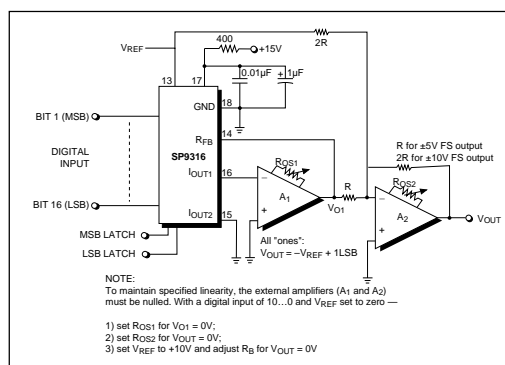 2R
400
VREF
+15V
13
17
0.01µF
+
1µF
GND
18
BIT 1 (MSB)
SP9316
RFB
14
R for ±5V FS output
2R for ±10V FS output
DIGITAL
INPUT
IOUT1
16
ROS1
R
ROS2
–
–
A1
VO1
A2
VOUT
+
+
BIT 16 (LSB)
IOUT2
15
MSB LATCH
LSB LATCH
All "ones":
VOUT = –VREF + 1LSB
NOTE:
To maintain specified linearity, the external amplifiers (A1 and A2)
must be nulled. With a digital input of 10...0 and VREF set to zero —
1) set ROS1 for VO1 = 0V;
2) set ROS2 for VOUT = 0V;
3) set VREF to +10V and adjust RB for VOUT = 0V